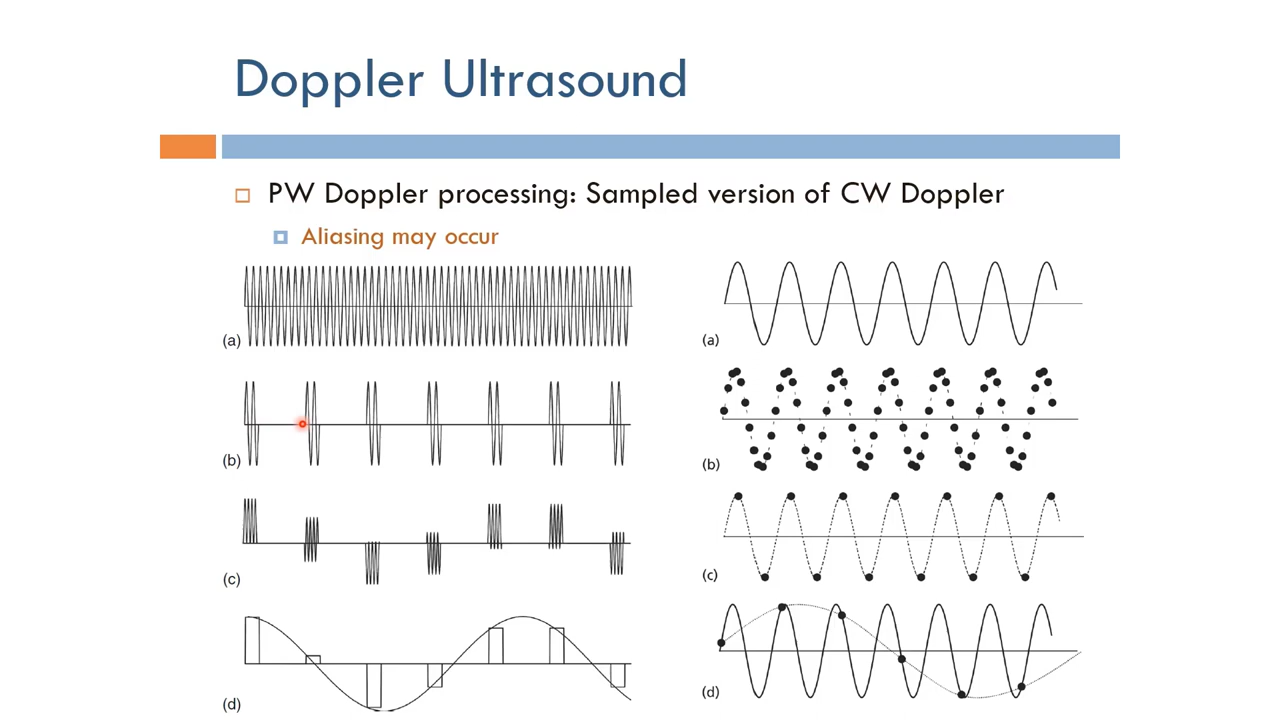 Doppler Ultrasound
PW Doppler processing: Sampled version of CW Doppler
Aliasing may occur
(a)
(b)
(c)
(d)
(a)
(b)
(c)
(d)